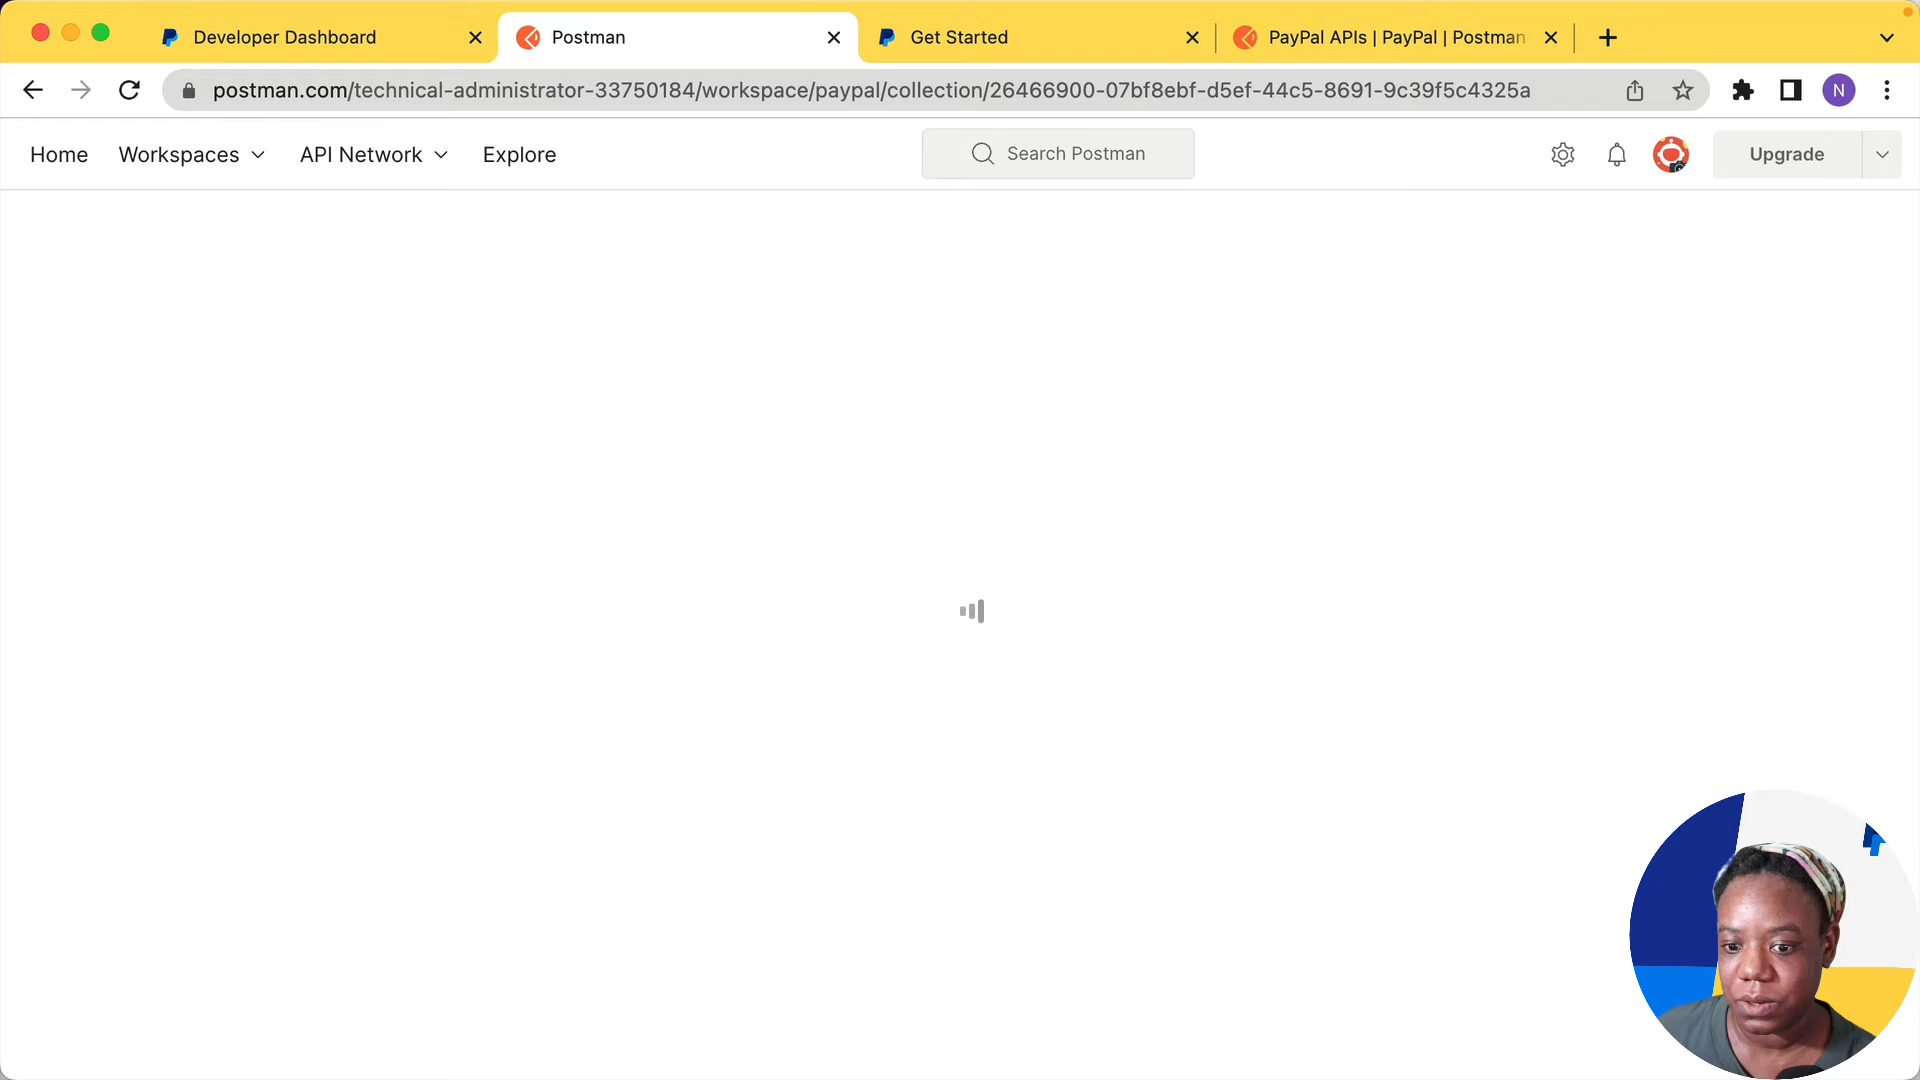 Developer Dashboard
Postman
Get Started
PayPal APIs | PayPal | Postman
postman.com/technical-administrator-33750184/workspace/paypal/collection/26466900-07bf8ebf-d5ef-44c5-8691-9c39f5c4325a
N
Home
Workspaces
API Network
Explore
Search Postman
Upgrade